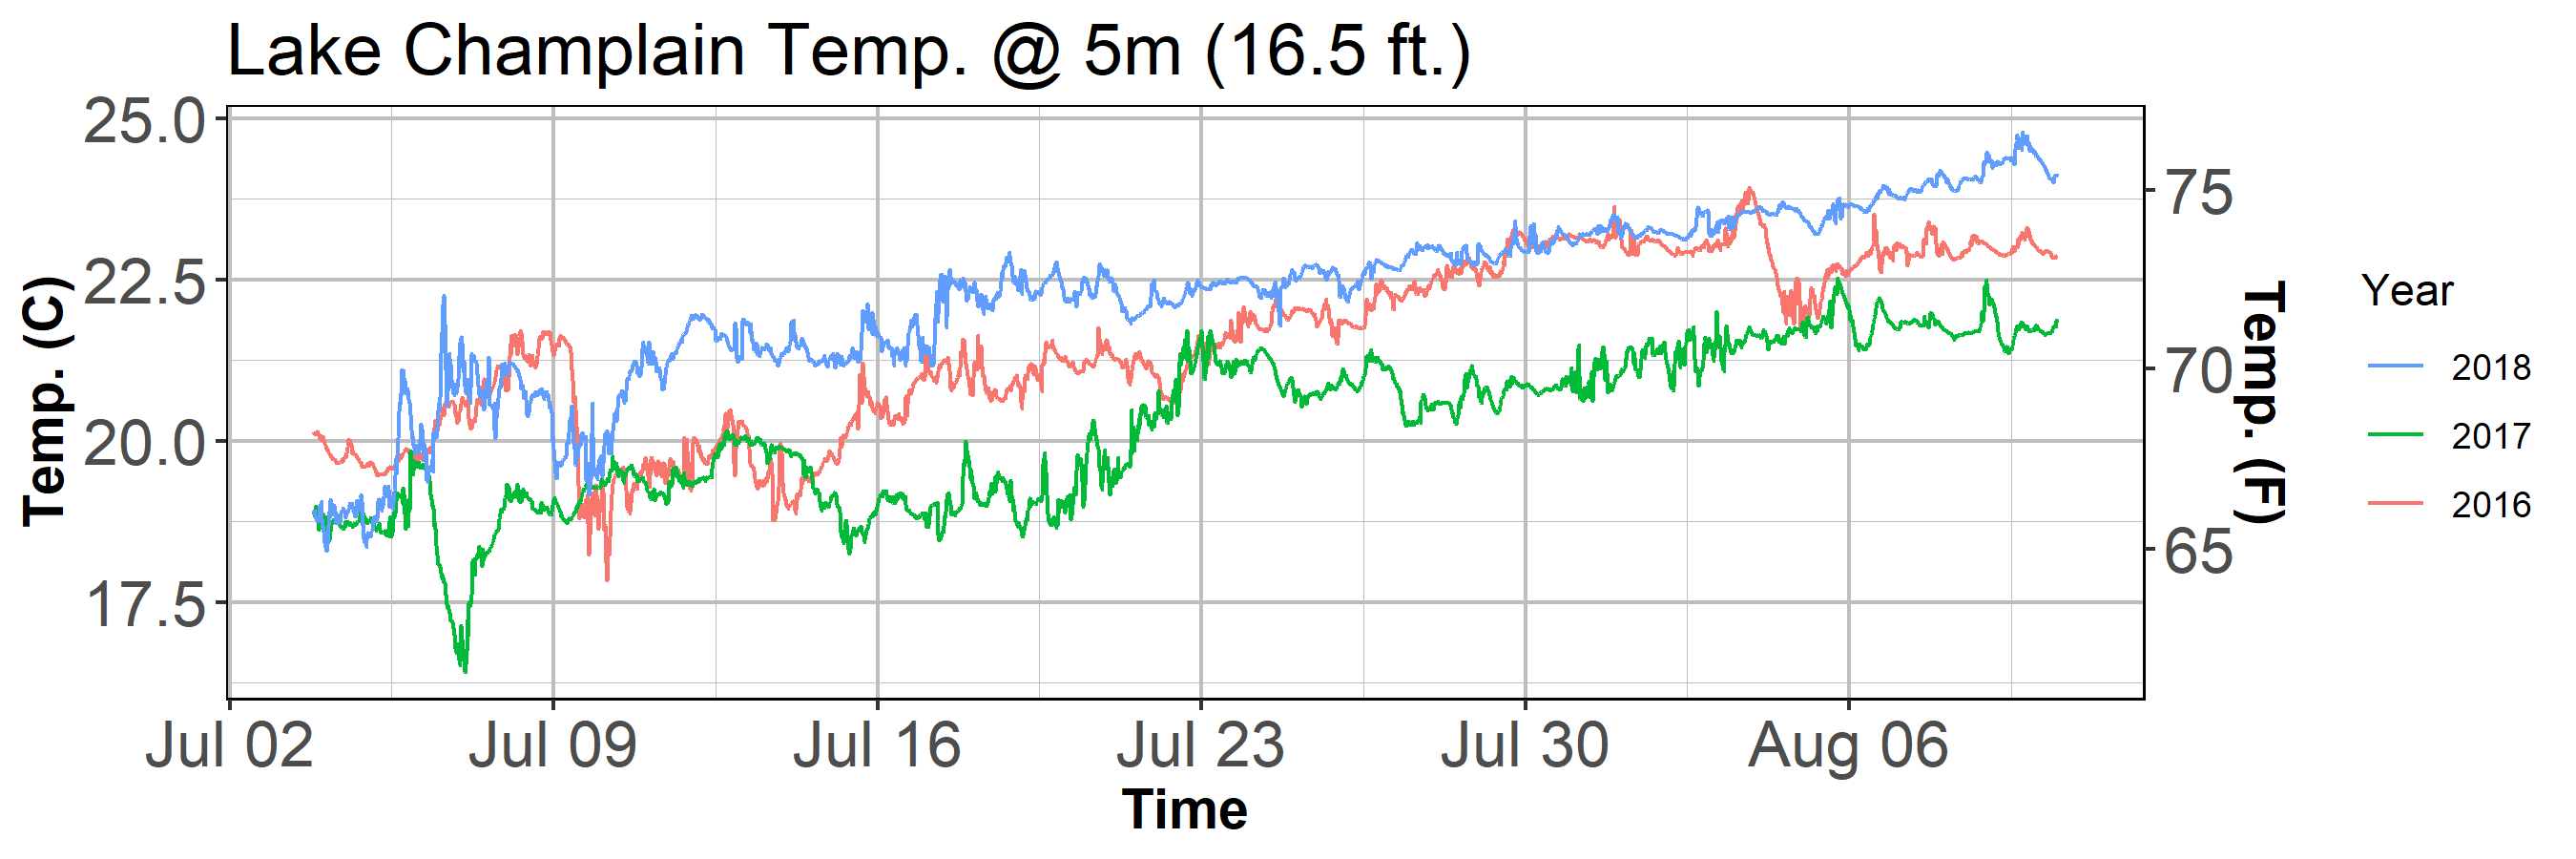 Lake Champlain Temp. @ 5m (16.5 ft.)
Temp. (C)
25.0
22.5
20.0
17.5
75
70
65
Temp. (F)
Jul 02
Jul 09
Jul 16
Jul 23
Jul 30
Aug 06
Time
Year
2018
2017
2016